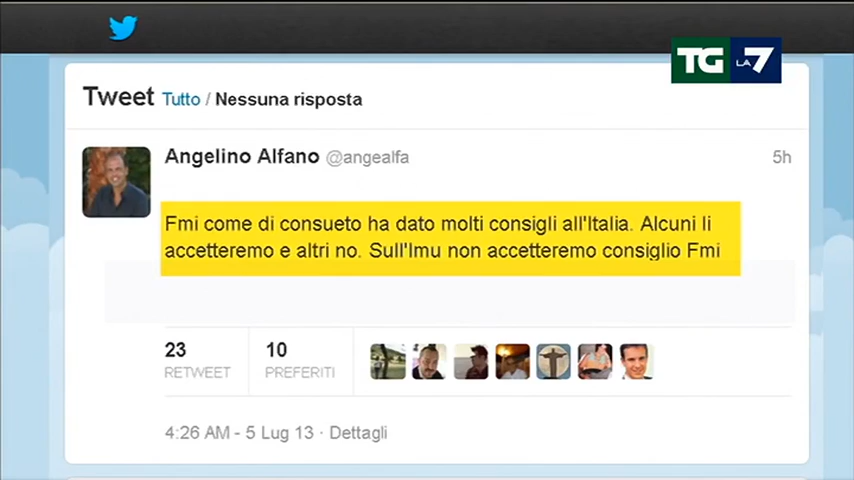 TG LA 7
Tweet Tutto / Nessuna risposta
Angelino Alfano @angealfa 5h
Fmi come di consueto ha dato molti consigli all'Italia. Alcuni li
accetteremo e altri no. Sull'Imu non accetteremo consiglio Fmi
23 10
RETWEET PREFERITI
4:26 AM - 5 Lug 13 · Dettagli